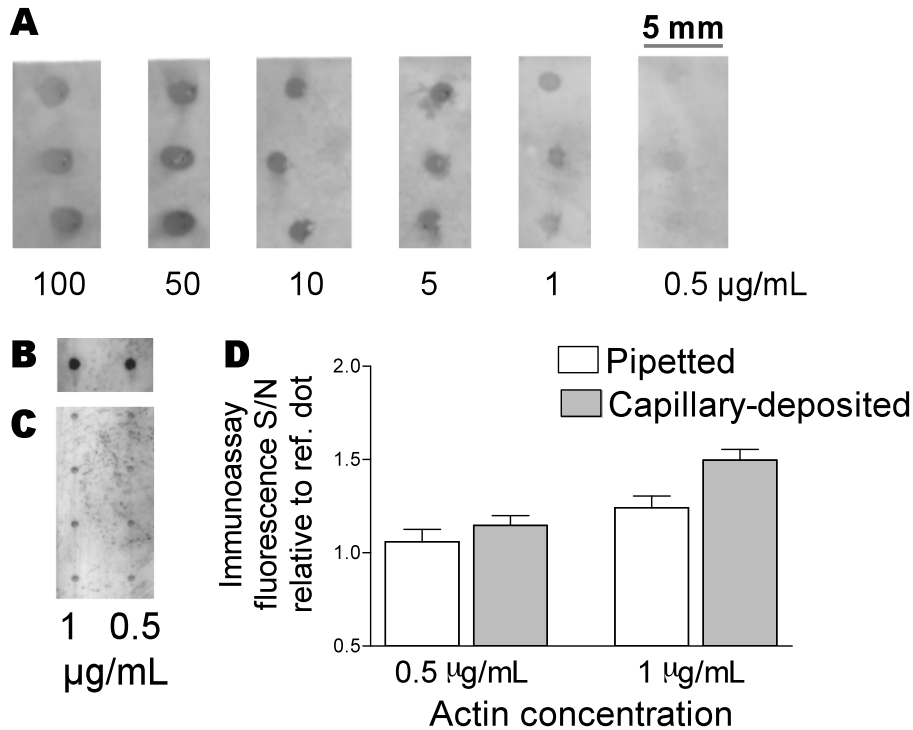 A
5 mm
100 50 10 5 1 0.5 µg/mL
B
C
1 0.5
µg/mL
D
Pipetted
Capillary-deposited
Immunoassay
fluorescence S/N
relative to ref. dot
2.0
1.5
1.0
0.5
0.5 µg/mL 1 µg/mL
Actin concentration